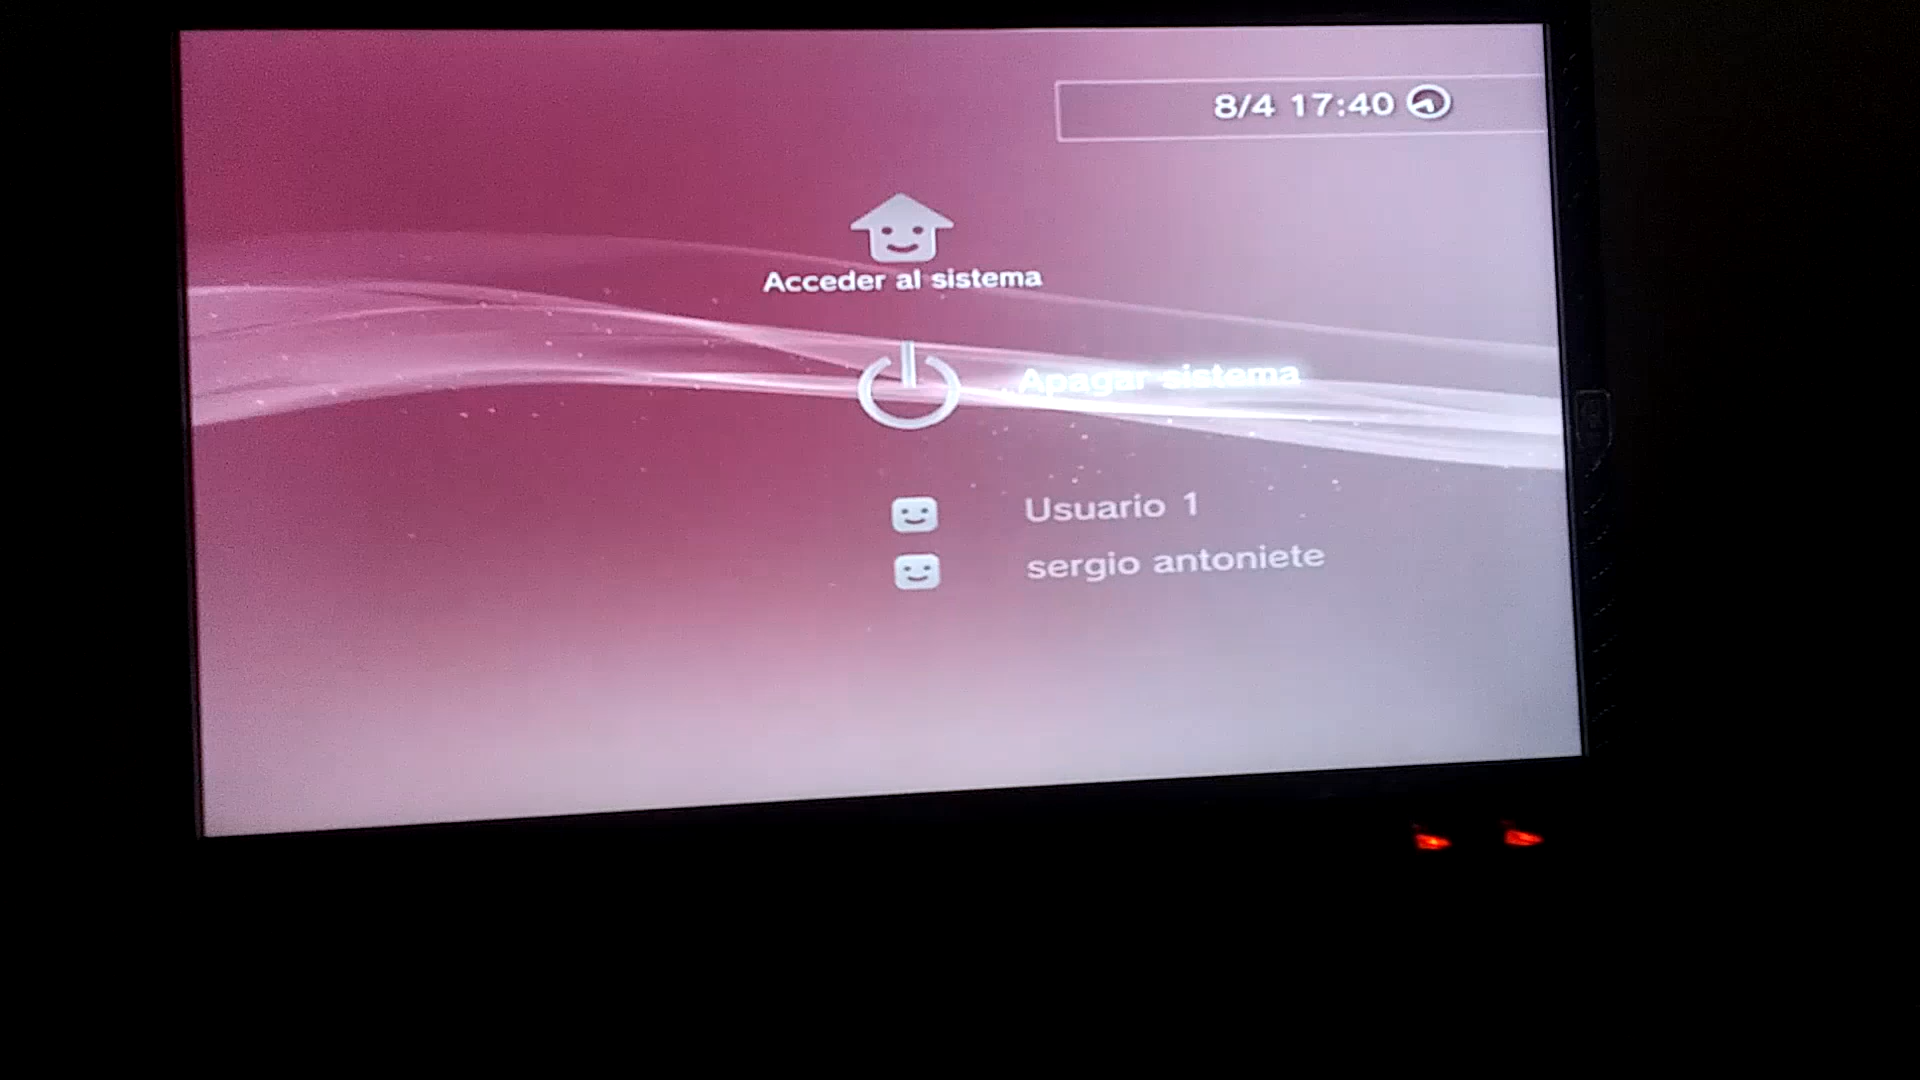 8/4 17:40
Acceder al sistema
Apagar sistema
Usuario 1
sergio antoniete